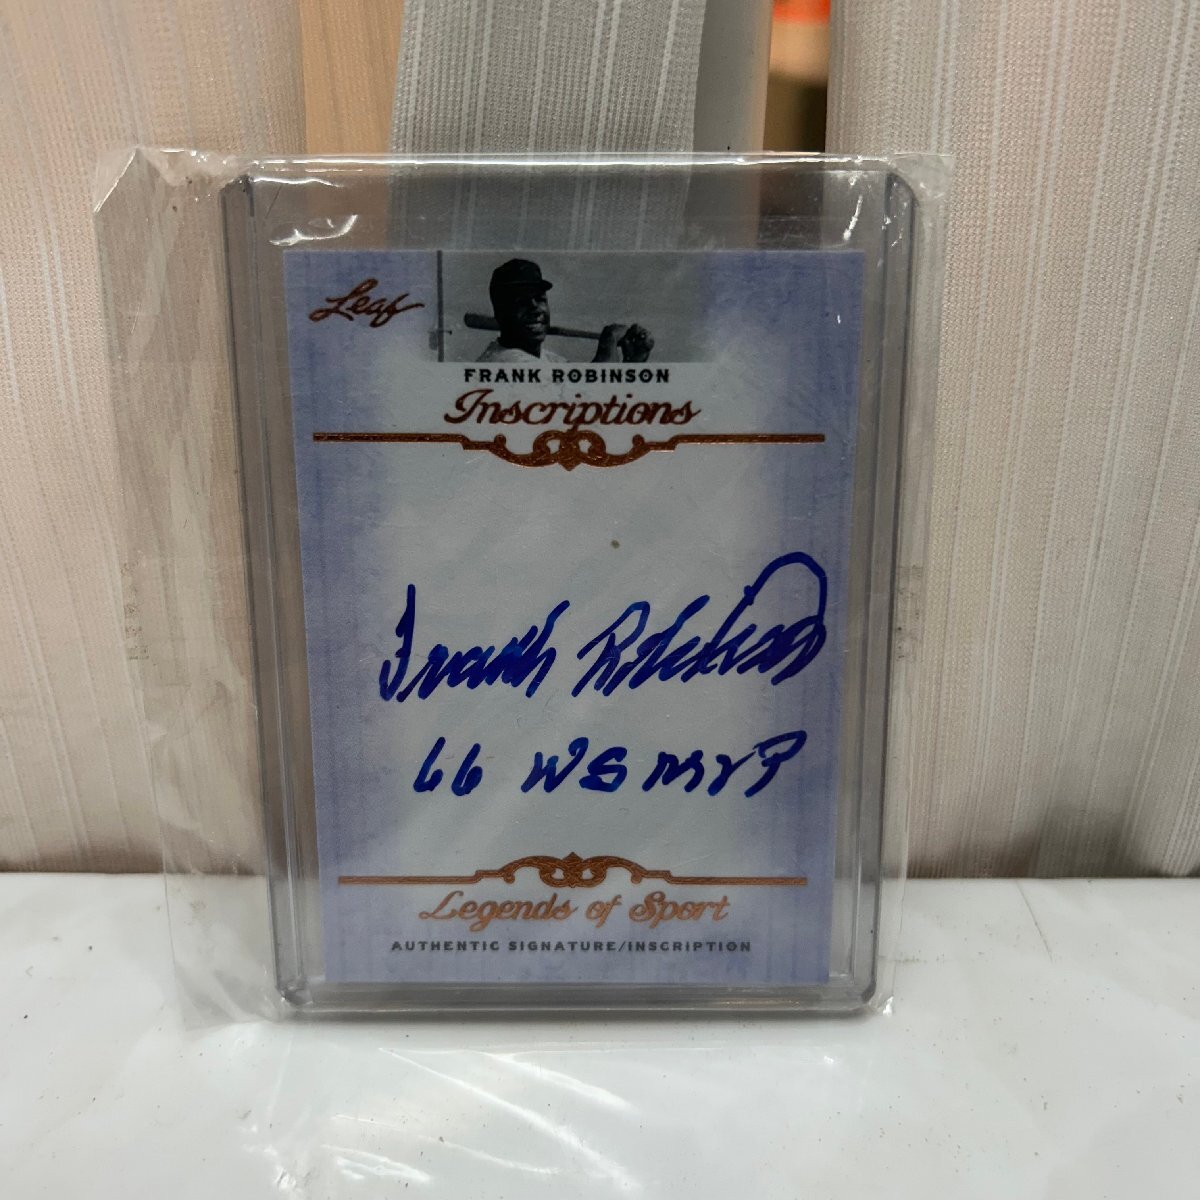 Leaf
FRANK ROBINSON
Inscriptions
Frank Robinson
66 WS MVP
Legends of Sport
AUTHENTIC SIGNATURE/INSCRIPTION